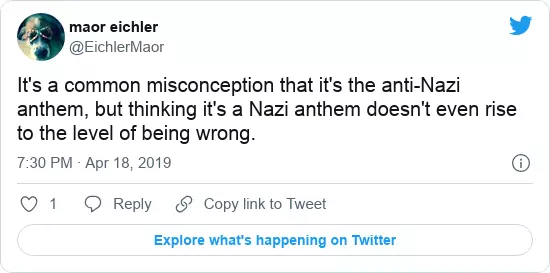 maor eichler
@EichlerMaor
It's a common misconception that it's the anti-Nazi
anthem, but thinking it's a Nazi anthem doesn't even rise
to the level of being wrong.
7:30 PM · Apr 18, 2019
1 Reply Copy link to Tweet
Explore what's happening on Twitter